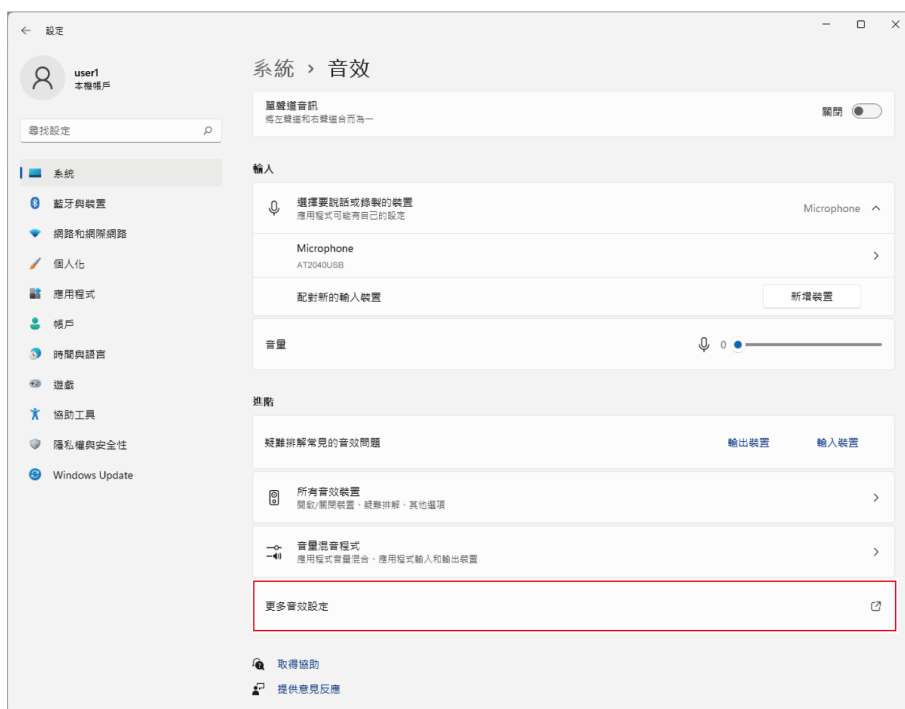 設定
user1
本機帳戶
尋找設定
系統
藍牙與裝置
網路和網際網路
個人化
應用程式
帳戶
時間與語言
遊戲
協助工具
隱私權與安全性
Windows Update
系統 › 音效
單聲道音訊
將左聲道和右聲道合而為一
關閉
輸入
選擇要說話或錄製的裝置
應用程式可能有自己的設定
Microphone
Microphone
AT2040USB
配對新的輸入裝置
新增裝置
音量
0
進階
疑難排解常見的音效問題
輸出裝置
輸入裝置
所有音效裝置
開啟/關閉裝置、疑難排解、其他選項
音量混音程式
應用程式音量混合、應用程式輸入和輸出裝置
更多音效設定
取得協助
提供意見反應